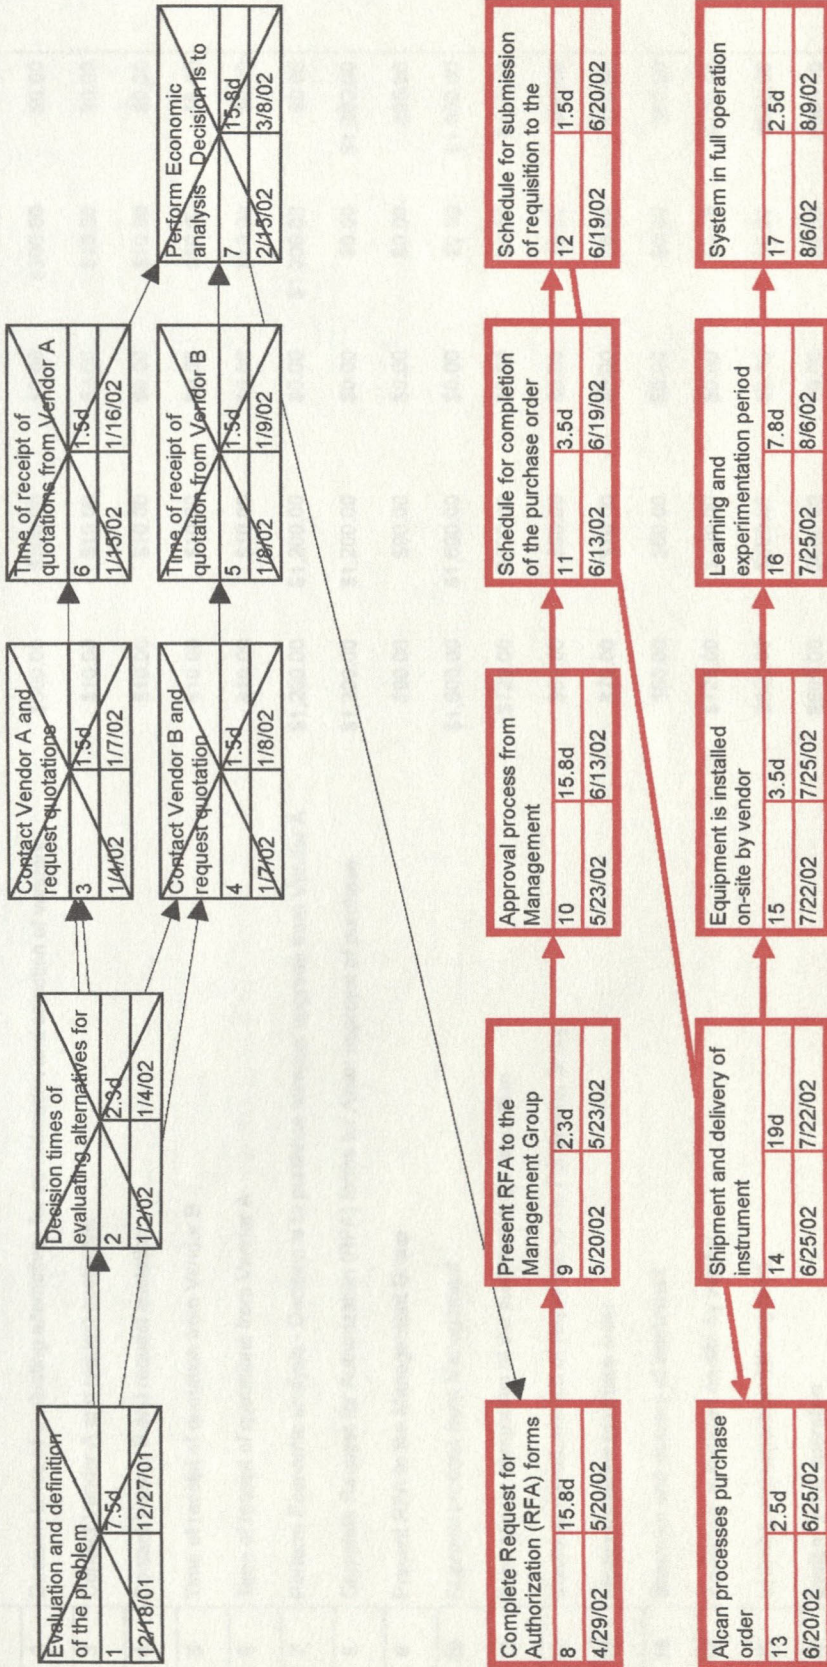 Evaluation and definition
of the problem
1 7.5d
12/18/01 12/27/01
Decision times of
evaluating alternatives for
2 2.3d
1/2/02 1/4/02
Contact Vendor A and
request quotations
3 1.5d
1/4/02 1/7/02
Time of receipt of
quotations from Vendor A
6 1.5d
1/15/02 1/16/02
Contact Vendor B and
request quotation
4 1.5d
1/7/02 1/8/02
Time of receipt of
quotation from Vendor B
5 1.5d
1/8/02 1/9/02
Perform Economic
analysis - Decision is to
7 15.8d
2/15/02 3/8/02
Complete Request for
Authorization (RFA) forms
8 15.8d
4/29/02 5/20/02
Present RFA to the
Management Group
9 2.3d
5/20/02 5/23/02
Approval process from
Management
10 15.8d
5/23/02 6/13/02
Schedule for completion
of the purchase order
11 3.5d
6/13/02 6/19/02
Schedule for submission
of requisition to the
12 1.5d
6/19/02 6/20/02
Alcan processes purchase
order
13 2.5d
6/20/02 6/25/02
Shipment and delivery of
instrument
14 19d
6/25/02 7/22/02
Equipment is installed
on-site by vendor
15 3.5d
7/22/02 7/25/02
Learning and
experimentation period
16 7.8d
7/25/02 8/6/02
System in full operation
17 2.5d
8/6/02 8/9/02